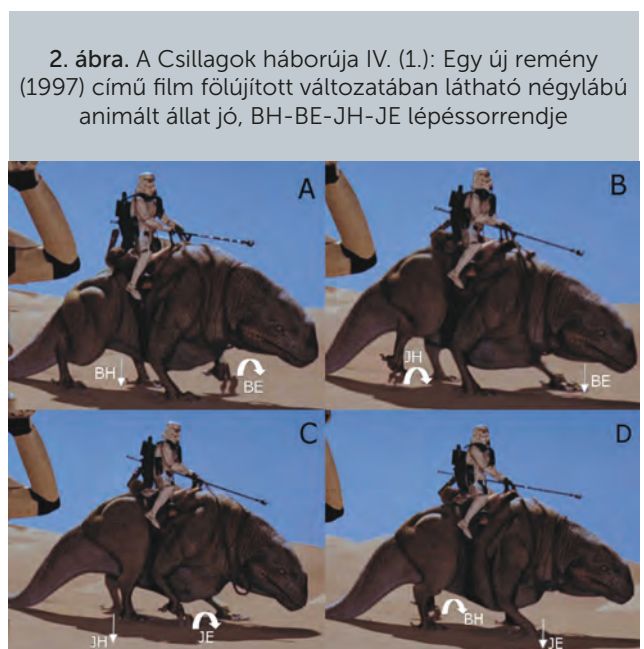 2. ábra. A Csillagok háborúja IV. (1.): Egy új remény
(1997) című film fölújított változatában látható négylábú
animált állat jó, BH-BE-JH-JE lépéssorrendje
A
BH
BE
B
JH
BE
C
JH
JE
D
BH
JE